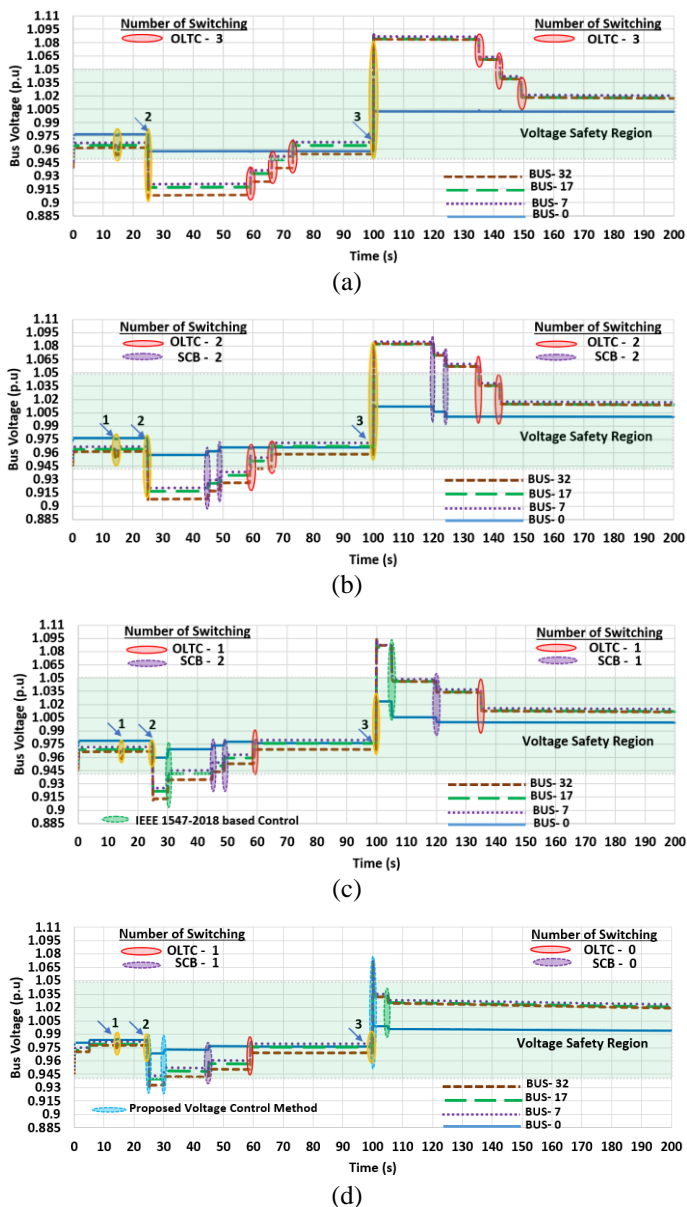 Number of Switching
OLTC - 3
Number of Switching
OLTC - 3
1.11
1.095
1.08
1.065
1.05
1.035
1.02
1.005
0.99
0.975
0.96
0.945
0.93
0.915
0.9
0.885
Bus Voltage (p.u)
2
3
Voltage Safety Region
BUS- 32
BUS- 17
BUS- 7
BUS- 0
0 10 20 30 40 50 60 70 80 90 100 110 120 130 140 150 160 170 180 190 200
Time (s)
(a)
Number of Switching
OLTC - 2
SCB - 2
Number of Switching
OLTC - 2
SCB - 2
1.11
1.095
1.08
1.065
1.05
1.035
1.02
1.005
0.99
0.975
0.96
0.945
0.93
0.915
0.9
0.885
Bus Voltage (p.u)
1
2
3
Voltage Safety Region
BUS- 32
BUS- 17
BUS- 7
BUS- 0
0 10 20 30 40 50 60 70 80 90 100 110 120 130 140 150 160 170 180 190 200
Time (s)
(b)
Number of Switching
OLTC - 1
SCB - 2
Number of Switching
OLTC - 1
SCB - 1
1.11
1.095
1.08
1.065
1.05
1.035
1.02
1.005
0.99
0.975
0.96
0.945
0.93
0.915
0.9
0.885
Bus Voltage (p.u)
1
2
3
Voltage Safety Region
IEEE 1547-2018 based Control
BUS- 32
BUS- 17
BUS- 7
BUS- 0
0 10 20 30 40 50 60 70 80 90 100 110 120 130 140 150 160 170 180 190 200
Time (s)
(c)
Number of Switching
OLTC - 1
SCB - 1
Number of Switching
OLTC - 0
SCB - 0
1.11
1.095
1.08
1.065
1.05
1.035
1.02
1.005
0.99
0.975
0.96
0.945
0.93
0.915
0.9
0.885
Bus Voltage (p.u)
1
2
3
Voltage Safety Region
Proposed Voltage Control Method
BUS- 32
BUS- 17
BUS- 7
BUS- 0
0 10 20 30 40 50 60 70 80 90 100 110 120 130 140 150 160 170 180 190 200
Time (s)
(d)